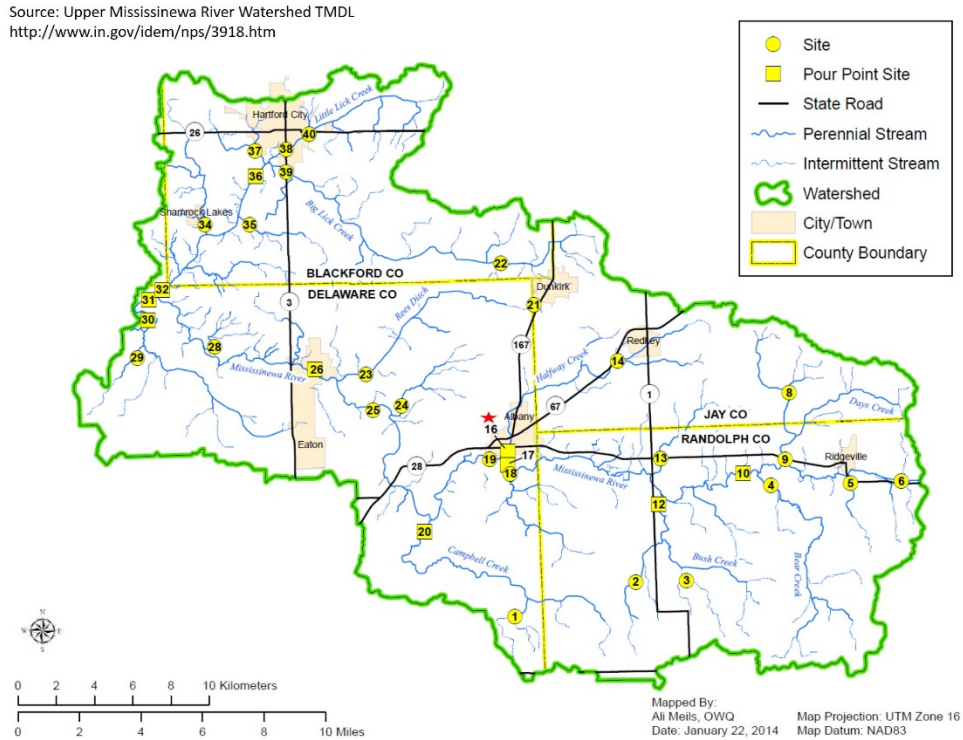 Source: Upper Mississinewa River Watershed TMDL
http://www.in.gov/idem/nps/3918.htm
Site
Pour Point Site
State Road
Perennial Stream
Intermittent Stream
Watershed
City/Town
County Boundary
Hartford City
Little Lick Creek
26
40
37
38
39
36
Shamrock Lakes
34
35
Big Lick Creek
22
BLACKFORD CO
DELAWARE CO
32
31
30
3
Dunkirk
21
Rees Ditch
29
28
Mississinewa River
26
23
25
24
167
Halfway Creek
Redkey
14
67
1
8
Days Creek
JAY CO
RANDOLPH CO
Albany
16
17
19
18
Eaton
28
Mississinewa River
13
9
Ridgeville
10
4
5
6
12
20
Campbell Creek
Bush Creek
Bear Creek
2
3
1
N
W
E
S
0 2 4 6 8 10 Kilometers
0 2 4 6 8 10 Miles
Mapped By:
Ali Meils, OWQ
Date: January 22, 2014
Map Projection: UTM Zone 16
Map Datum: NAD83